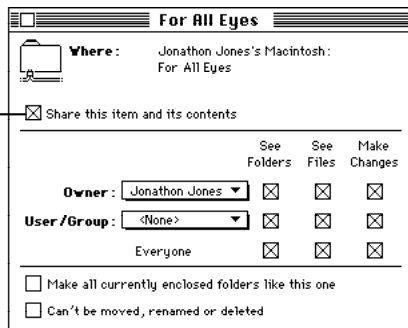 For All Eyes
Where: Jonathon Jones's Macintosh:
For All Eyes
Share this item and its contents
See See Make
Folders Files Changes
Owner: Jonathon Jones
User/Group: <None>
Everyone
Make all currently enclosed folders like this one
Can't be moved, renamed or deleted